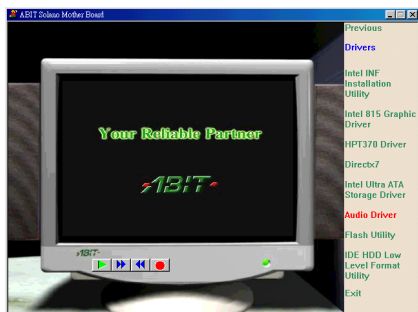 ABIT Solano Mother Board
Previous
Drivers
Intel INF
Installation
Utility
Intel 815 Graphic
Driver
HPT370 Driver
Directx7
Intel Ultra ATA
Storage Driver
Audio Driver
Flash Utility
IDE HDD Low
Level Format
Utility
Exit
Your Reliable Partner
ABIT
ABIT